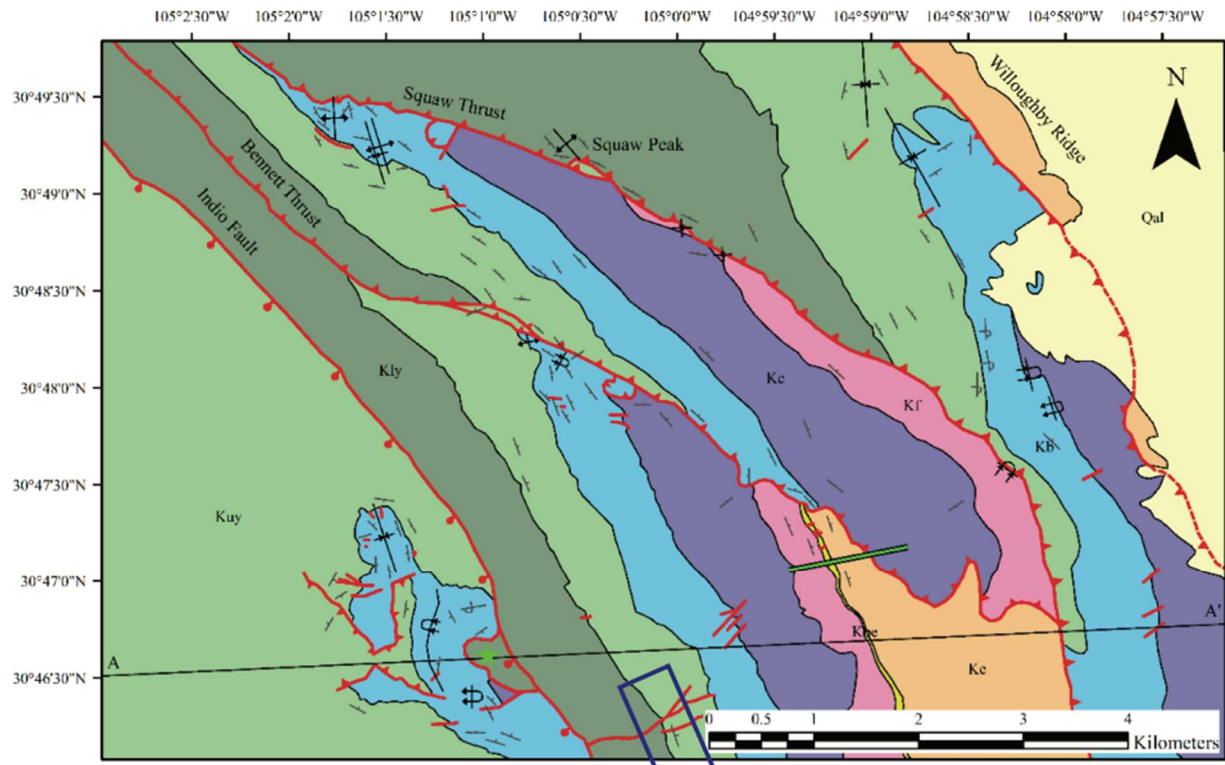 105°2'30"W 105°2'0"W 105°1'30"W 105°1'0"W 105°0'30"W 105°0'0"W 104°59'30"W 104°59'0"W 104°58'30"W 104°58'0"W 104°57'30"W
30°49'30"N
30°49'0"N
30°48'30"N
30°48'0"N
30°47'30"N
30°47'0"N
30°46'30"N
Squaw Thrust
Squaw Peak
Willoughby Ridge
N
Bennett Thrust
Indio Fault
Qal
Kly
Kc
Kf
Kb
Kuy
Kbe
Kc
A
A'
0 0.5 1 2 3 4
Kilometers